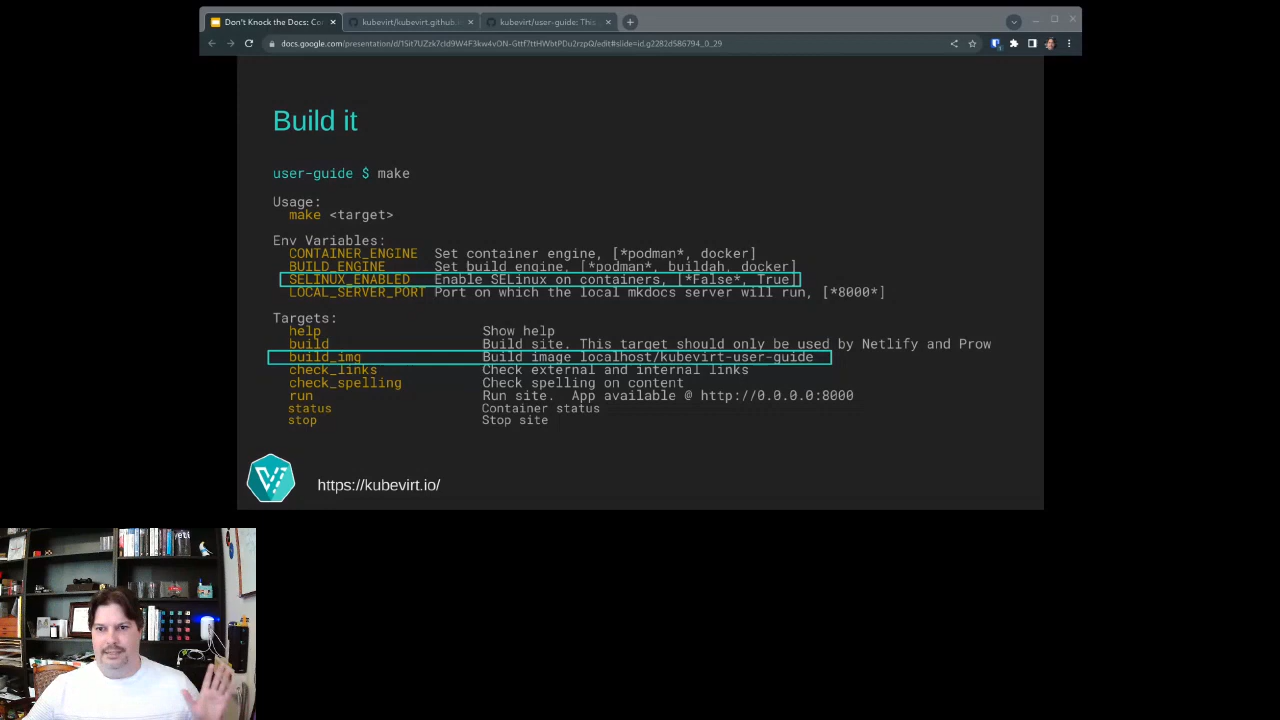 Don't Knock the Docs: Co
kubevirt/kubevirt.github.
kubevirt/user-guide: This
docs.google.com/presentation/d/15it7UZzk7cId9W4F3kw4vON-Gttf7ttHWbtPDu2rzpQ/edit#slide=id.g2282d586794_0_29
Build it
user-guide $ make
Usage:
make <target>
Env Variables:
CONTAINER_ENGINE Set container engine, [*podman*, docker]
BUILD_ENGINE Set build engine, [*podman*, buildah, docker]
SELINUX_ENABLED Enable SELinux on containers, [*False*, True]
LOCAL_SERVER_PORT Port on which the local mkdocs server will run, [*8000*]
Targets:
help Show help
build Build site. This target should only be used by Netlify and Prow
build_img Build image localhost/kubevirt-user-guide
check_links Check external and internal links
check_spelling Check spelling on content
run Run site. App available @ http://0.0.0.0:8000
status Container status
stop Stop site
https://kubevirt.io/
yeti